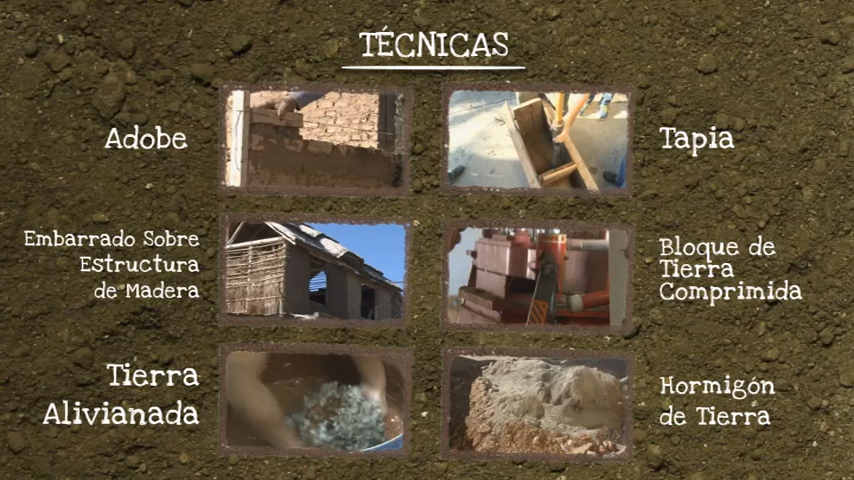 TÉCNICAS
Adobe
Tapia
Embarrado Sobre
Estructura
de Madera
Bloque de
Tierra
Comprimida
Tierra
Alivianada
Hormigón
de Tierra